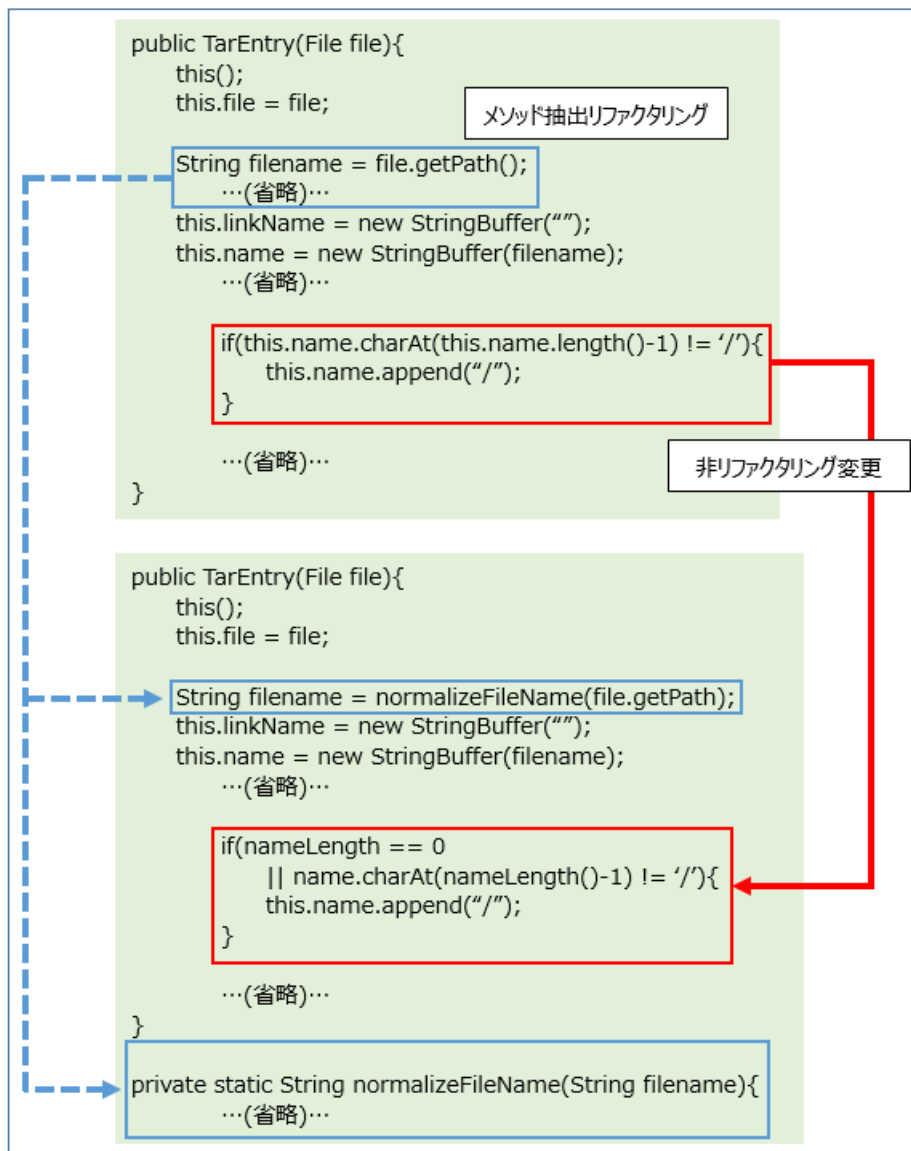 public TarEntry(File file){
this();
this.file = file;
メソッド抽出リファクタリング
String filename = file.getPath();
…(省略)…
this.linkName = new StringBuffer(“”);
this.name = new StringBuffer(filename);
…(省略)…
if(this.name.charAt(this.name.length()-1) != ‘/’){
this.name.append(“/”);
}
…(省略)…
非リファクタリング変更
}
public TarEntry(File file){
this();
this.file = file;
String filename = normalizeFileName(file.getPath);
this.linkName = new StringBuffer(“”);
this.name = new StringBuffer(filename);
…(省略)…
if(nameLength == 0
|| name.charAt(nameLength()-1) != ‘/’){
this.name.append(“/”);
}
…(省略)…
}
private static String normalizeFileName(String filename){
…(省略)…